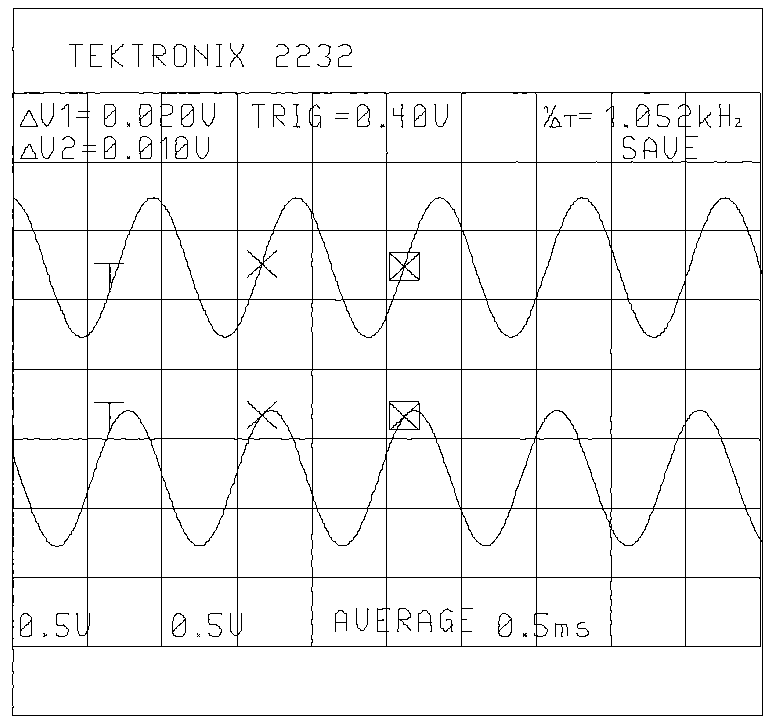 TEKTRONIX 2232
ΔV1=0.020V TRIG=0.40V 1/ΔT=1.052kHz
ΔV2=0.010V SAVE
T
T
0.5V 0.5V AVERAGE 0.5ms